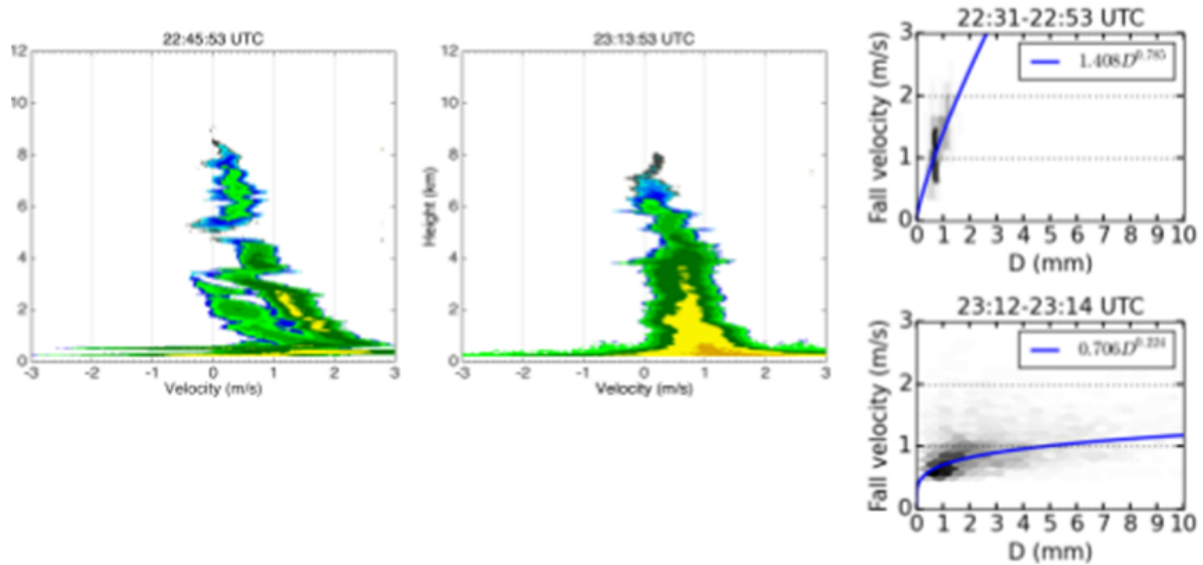 22:45:53 UTC
12
10
8
6
4
2
0
-3 -2 -1 0 1 2 3
Velocity (m/s)
23:13:53 UTC
Height (km)
12
10
8
6
4
2
0
-3 -2 -1 0 1 2 3
Velocity (m/s)
22:31-22:53 UTC
Fall velocity (m/s)
3
2
1
0
1.408D^0.785
0 1 2 3 4 5 6 7 8 9 10
D (mm)
23:12-23:14 UTC
Fall velocity (m/s)
3
2
1
0
0.706D^0.224
0 1 2 3 4 5 6 7 8 9 10
D (mm)